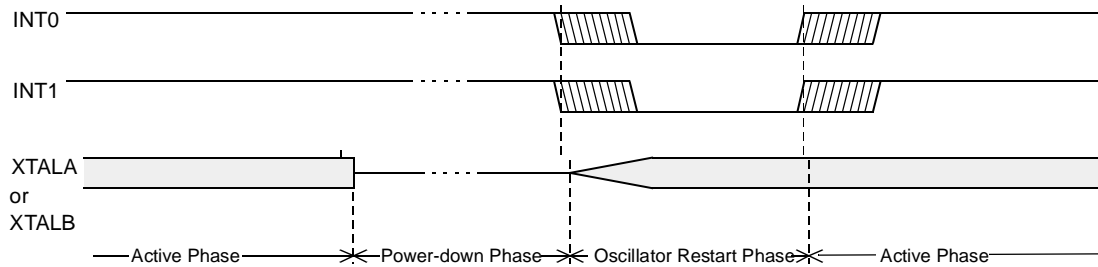 INT0
INT1
XTALA
or
XTALB
Active Phase
Power-down Phase
Oscillator Restart Phase
Active Phase